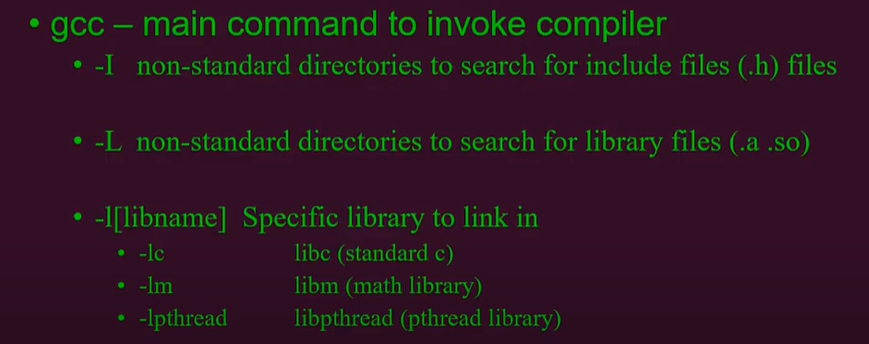 • gcc – main command to invoke compiler
• -I non-standard directories to search for include files (.h) files
• -L non-standard directories to search for library files (.a .so)
• -l[libname] Specific library to link in
• -lc libc (standard c)
• -lm libm (math library)
• -lpthread libpthread (pthread library)